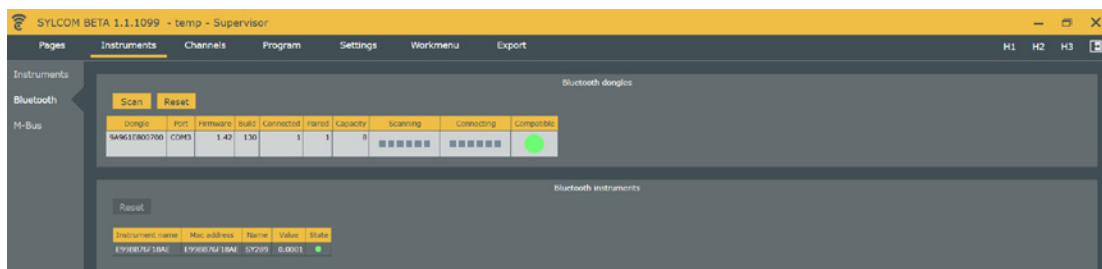 SYLCOM BETA 1.1.1099 - temp - Supervisor
Pages Instruments Channels Program Settings Workmenu Export H1 H2 H3
Instruments
Bluetooth
M-Bus
Bluetooth dongles
Scan Reset
Dongle Port Firmware Build Connected Paired Capacity Scanning Connecting Compatible
COM3 1.42 130 1 1 8
Bluetooth instruments
Reset
Instrument name Mac address Name Value State
SY289 0.0001